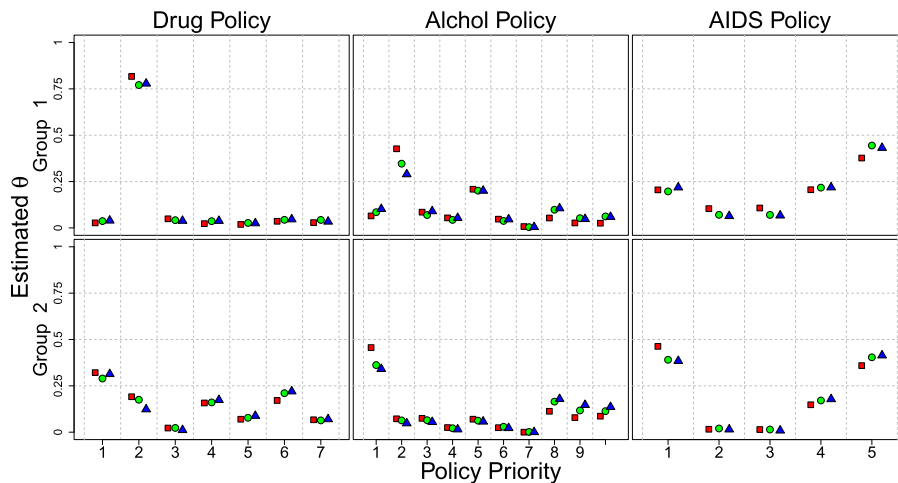 Drug Policy Alchol Policy AIDS Policy
Estimated θ
Group 1
1
0.75
0.5
0.25
0
Group 2
1
0.75
0.5
0.25
0
1 2 3 4 5 6 7 1 2 3 4 5 6 7 8 9 1 2 3 4 5
Policy Priority